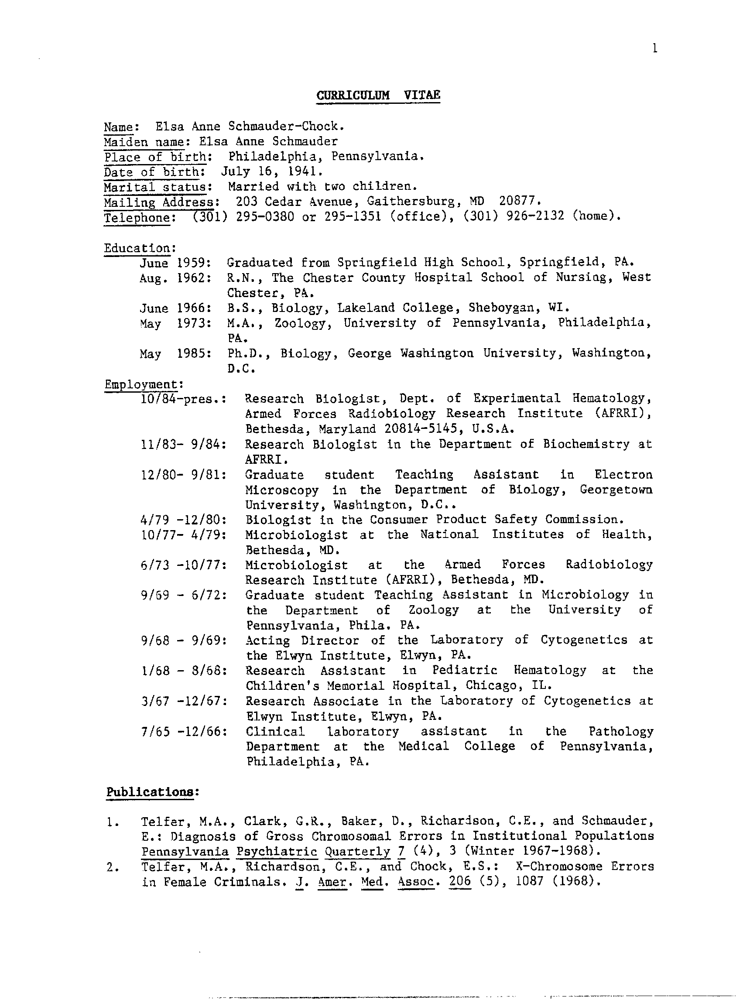 1
CURRICULUM VITAE
Name: Elsa Anne Schmauder-Chock.
Maiden name: Elsa Anne Schmauder
Place of birth: Philadelphia, Pennsylvania.
Date of birth: July 16, 1941.
Marital status: Married with two children.
Mailing Address: 203 Cedar Avenue, Gaithersburg, MD 20877.
Telephone: (301) 295-0380 or 295-1351 (office), (301) 926-2132 (home).
Education:
June 1959: Graduated from Springfield High School, Springfield, PA.
Aug. 1962: R.N., The Chester County Hospital School of Nursing, West
Chester, PA.
June 1966: B.S., Biology, Lakeland College, Sheboygan, WI.
May 1973: M.A., Zoology, University of Pennsylvania, Philadelphia,
PA.
May 1985: Ph.D., Biology, George Washington University, Washington,
D.C.
Employment:
10/84-pres.: Research Biologist, Dept. of Experimental Hematology,
Armed Forces Radiobiology Research Institute (AFRRI),
Bethesda, Maryland 20814-5145, U.S.A.
11/83- 9/84: Research Biologist in the Department of Biochemistry at
AFRRI.
12/80- 9/81: Graduate student Teaching Assistant in Electron
Microscopy in the Department of Biology, Georgetown
University, Washington, D.C..
4/79 -12/80: Biologist in the Consumer Product Safety Commission.
10/77- 4/79: Microbiologist at the National Institutes of Health,
Bethesda, MD.
6/73 -10/77: Microbiologist at the Armed Forces Radiobiology
Research Institute (AFRRI), Bethesda, MD.
9/69 - 6/72: Graduate student Teaching Assistant in Microbiology in
the Department of Zoology at the University of
Pennsylvania, Phila. PA.
9/68 - 9/69: Acting Director of the Laboratory of Cytogenetics at
the Elwyn Institute, Elwyn, PA.
1/68 - 8/68: Research Assistant in Pediatric Hematology at the
Children's Memorial Hospital, Chicago, IL.
3/67 -12/67: Research Associate in the Laboratory of Cytogenetics at
Elwyn Institute, Elwyn, PA.
7/65 -12/66: Clinical laboratory assistant in the Pathology
Department at the Medical College of Pennsylvania,
Philadelphia, PA.
Publications:
1. Telfer, M.A., Clark, G.R., Baker, D., Richardson, C.E., and Schmauder,
E.: Diagnosis of Gross Chromosomal Errors in Institutional Populations
Pennsylvania Psychiatric Quarterly 7 (4), 3 (Winter 1967-1968).
2. Telfer, M.A., Richardson, C.E., and Chock, E.S.: X-Chromosome Errors
in Female Criminals. J. Amer. Med. Assoc. 206 (5), 1087 (1968).